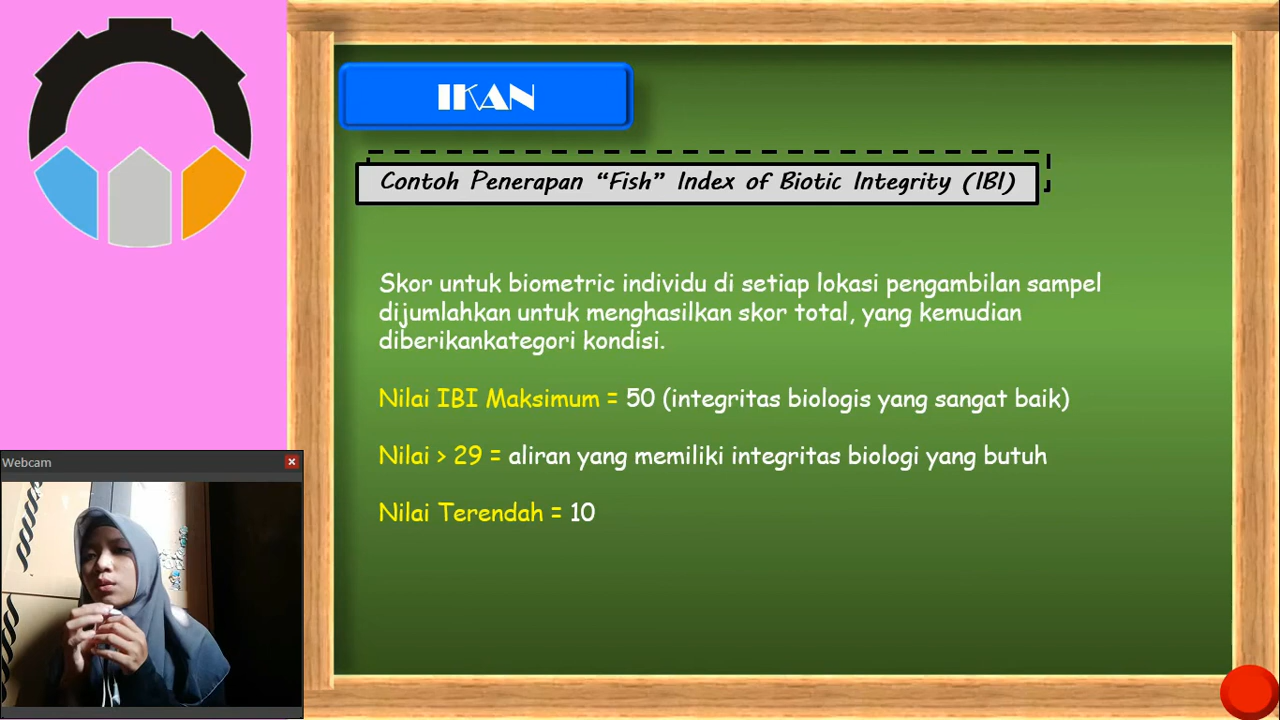 IKAN
Contoh Penerapan “Fish” Index of Biotic Integrity (IBI)
Skor untuk biometric individu di setiap lokasi pengambilan sampel
dijumlahkan untuk menghasilkan skor total, yang kemudian
diberikankategori kondisi.
Nilai IBI Maksimum = 50 (integritas biologis yang sangat baik)
Nilai > 29 = aliran yang memiliki integritas biologi yang butuh
Nilai Terendah = 10
Webcam